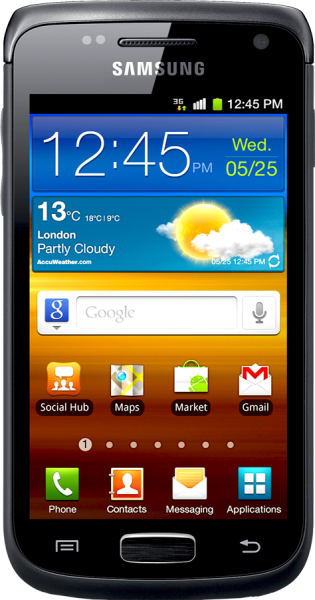 SAMSUNG
3G 12:45 PM
12:45 PM
Wed.
05/25
13°C 18°C | 9°C
London
Partly Cloudy
AccuWeather.com 05/25 12:45 PM
g Google
Social Hub Maps Market Gmail
1
Phone Contacts Messaging Applications